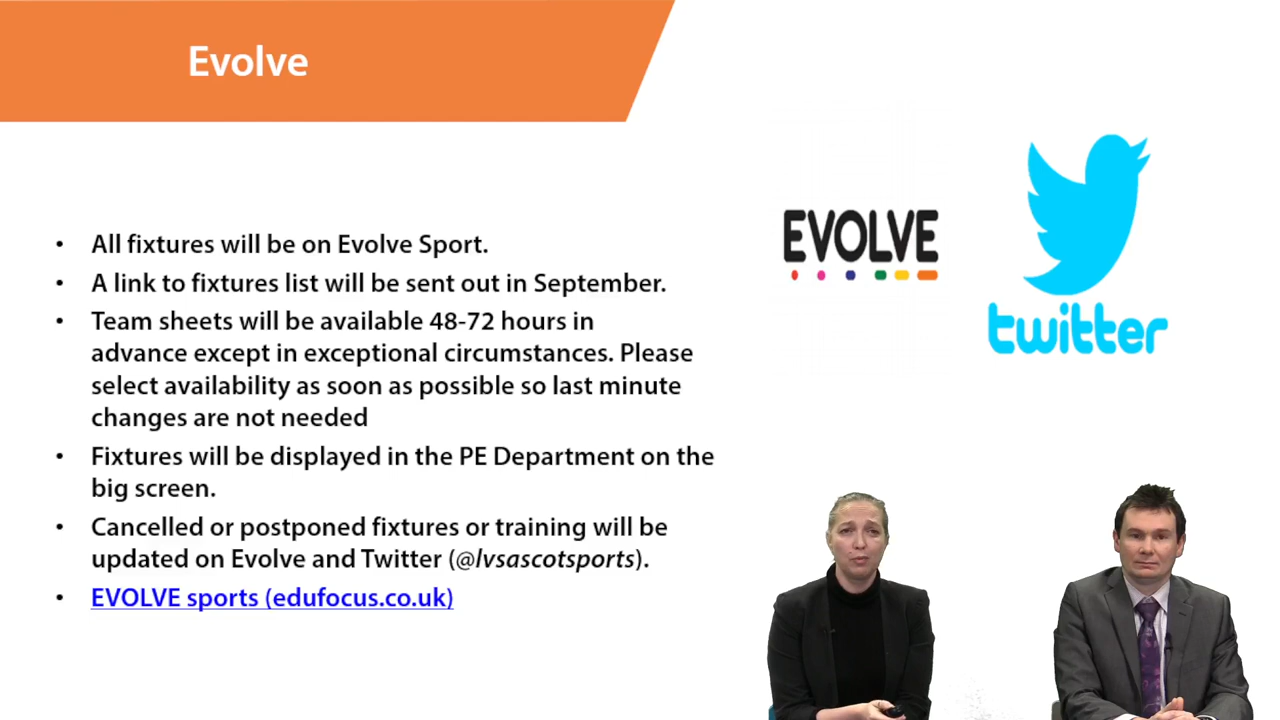 Evolve
EVOLVE
twitter
• All fixtures will be on Evolve Sport.
• A link to fixtures list will be sent out in September.
• Team sheets will be available 48-72 hours in
advance except in exceptional circumstances. Please
select availability as soon as possible so last minute
changes are not needed
• Fixtures will be displayed in the PE Department on the
big screen.
• Cancelled or postponed fixtures or training will be
updated on Evolve and Twitter (@lvsascotsports).
• EVOLVE sports (edufocus.co.uk)